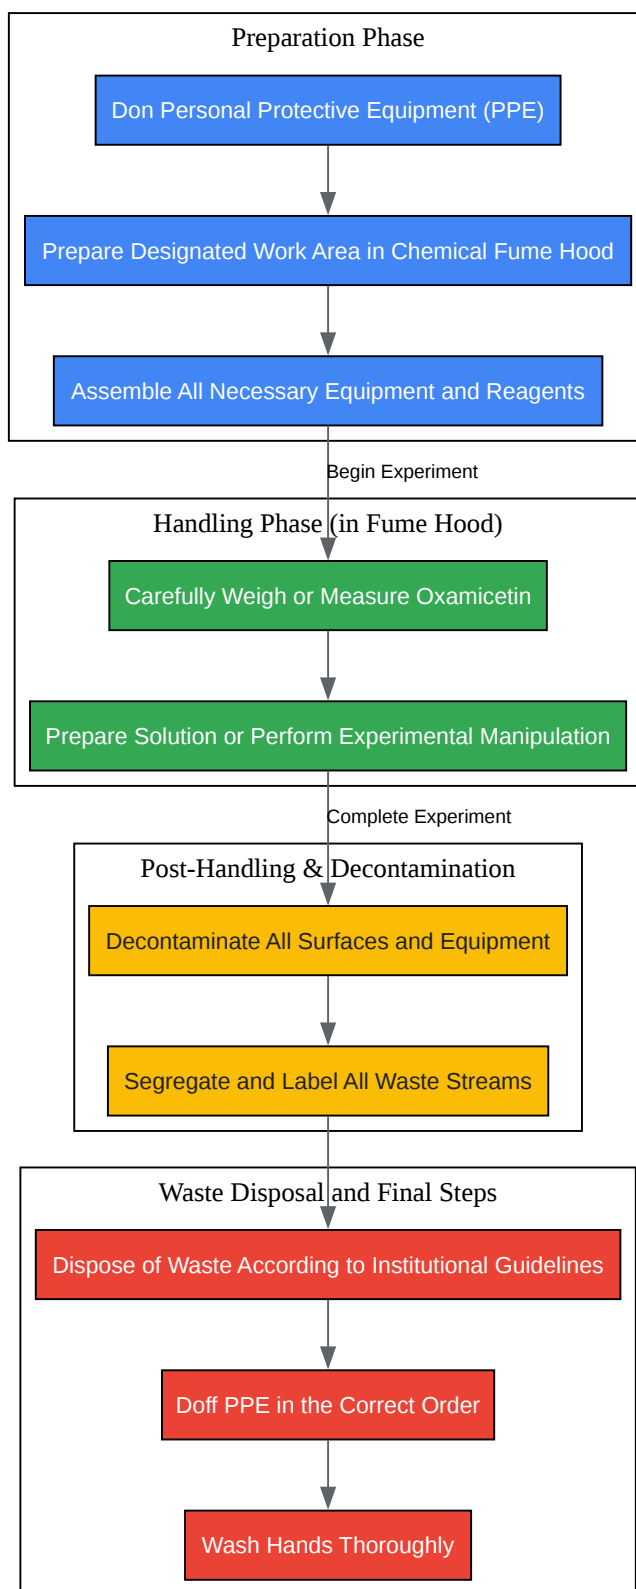 Preparation Phase
Don Personal Protective Equipment (PPE)
Prepare Designated Work Area in Chemical Fume Hood
Assemble All Necessary Equipment and Reagents
Begin Experiment
Handling Phase (in Fume Hood)
Carefully Weigh or Measure Oxamicetin
Prepare Solution or Perform Experimental Manipulation
Complete Experiment
Post-Handling & Decontamination
Decontaminate All Surfaces and Equipment
Segregate and Label All Waste Streams
Waste Disposal and Final Steps
Dispose of Waste According to Institutional Guidelines
Doff PPE in the Correct Order
Wash Hands Thoroughly